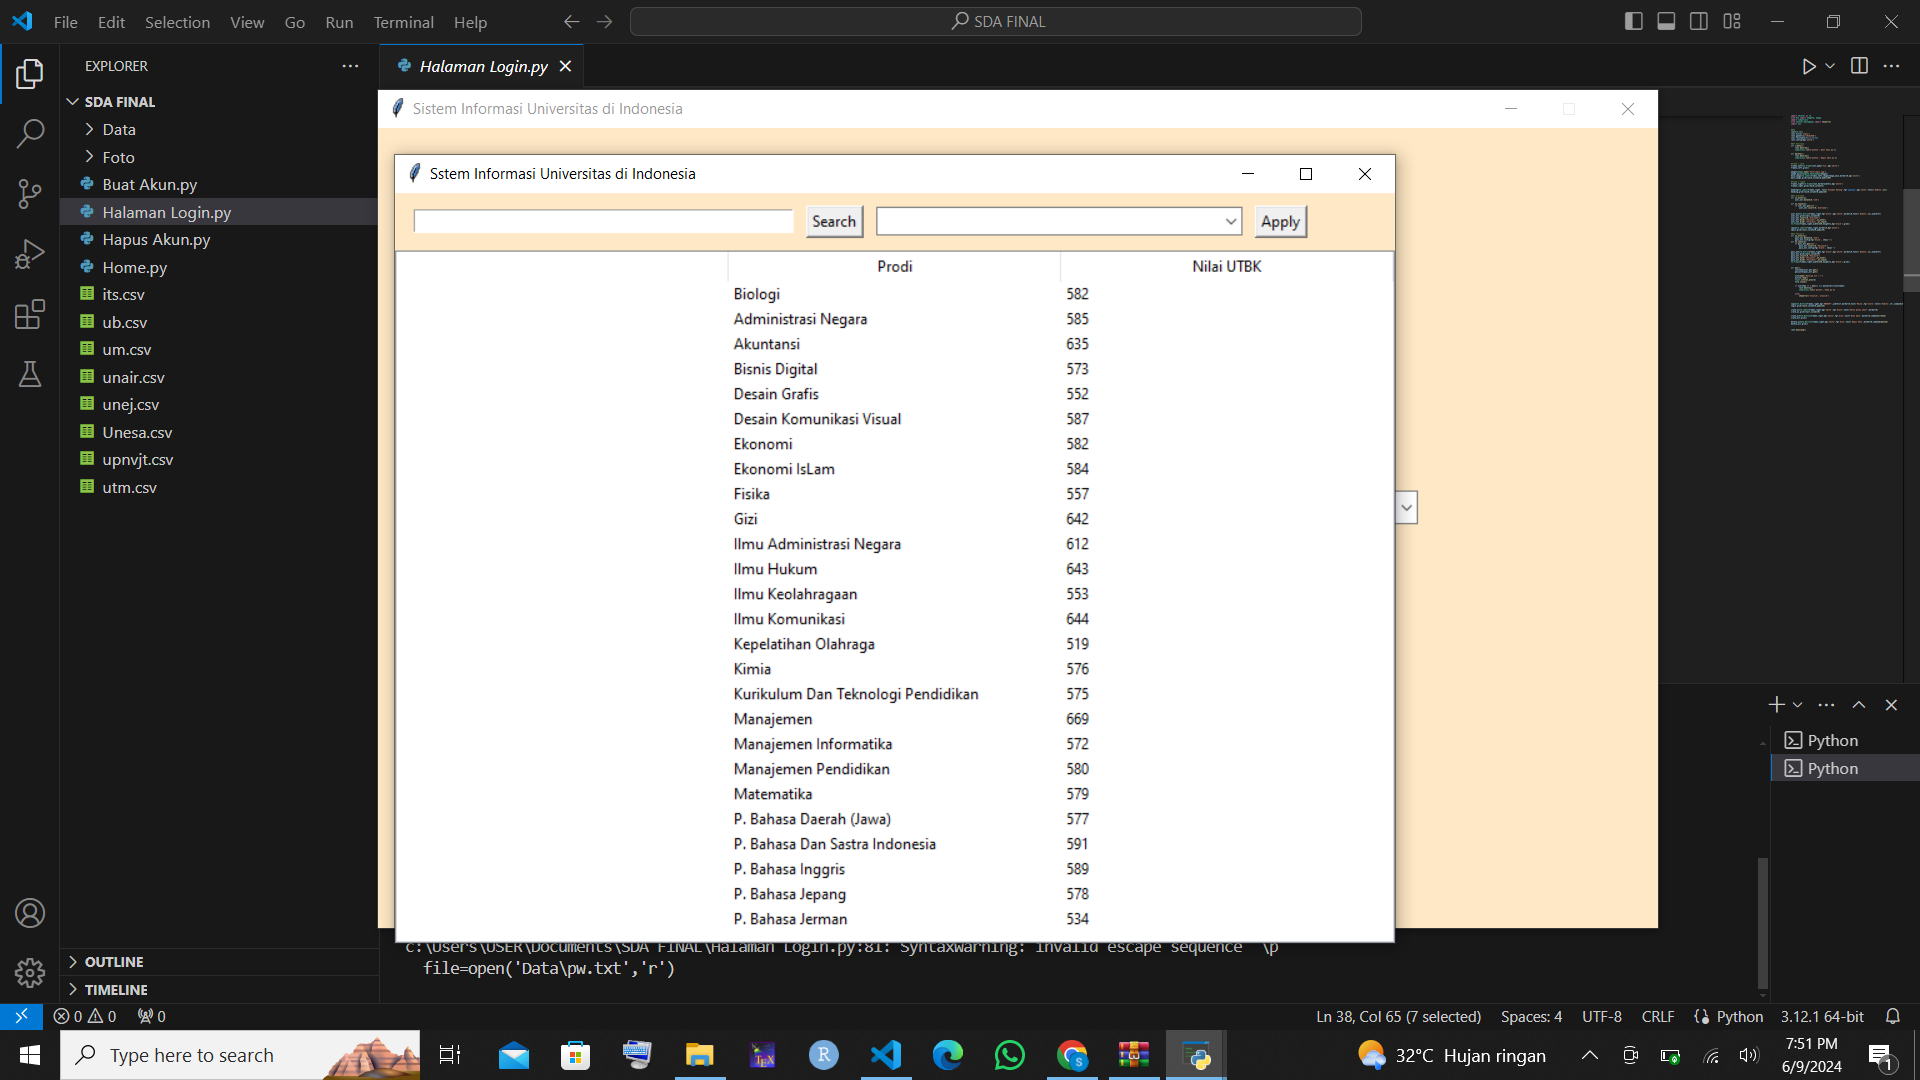 File Edit Selection View Go Run Terminal Help
SDA FINAL
EXPLORER
Halaman Login.py
SDA FINAL
Data
Foto
Buat Akun.py
Halaman Login.py
Hapus Akun.py
Home.py
its.csv
ub.csv
um.csv
unair.csv
unej.csv
Unesa.csv
upnvjt.csv
utm.csv
OUTLINE
TIMELINE
Sistem Informasi Universitas di Indonesia
Sstem Informasi Universitas di Indonesia
Search Apply
Prodi Nilai UTBK
Biologi 582
Administrasi Negara 585
Akuntansi 635
Bisnis Digital 573
Desain Grafis 552
Desain Komunikasi Visual 587
Ekonomi 582
Ekonomi IsLam 584
Fisika 557
Gizi 642
Ilmu Administrasi Negara 612
Ilmu Hukum 643
Ilmu Keolahragaan 553
Ilmu Komunikasi 644
Kepelatihan Olahraga 519
Kimia 576
Kurikulum Dan Teknologi Pendidikan 575
Manajemen 669
Manajemen Informatika 572
Manajemen Pendidikan 580
Matematika 579
P. Bahasa Daerah (Jawa) 577
P. Bahasa Dan Sastra Indonesia 591
P. Bahasa Inggris 589
P. Bahasa Jepang 578
P. Bahasa Jerman 534
c:\Users\USER\Documents\SDA FINAL\Halaman Login.py:81: SyntaxWarning: invalid escape sequence '\p'
file=open('Data\pw.txt','r')
Python
Python
0 0 0
Ln 38, Col 65 (7 selected) Spaces: 4 UTF-8 CRLF Python 3.12.1 64-bit
Type here to search
TEX
R
S
32°C Hujan ringan
7:51 PM
6/9/2024
1